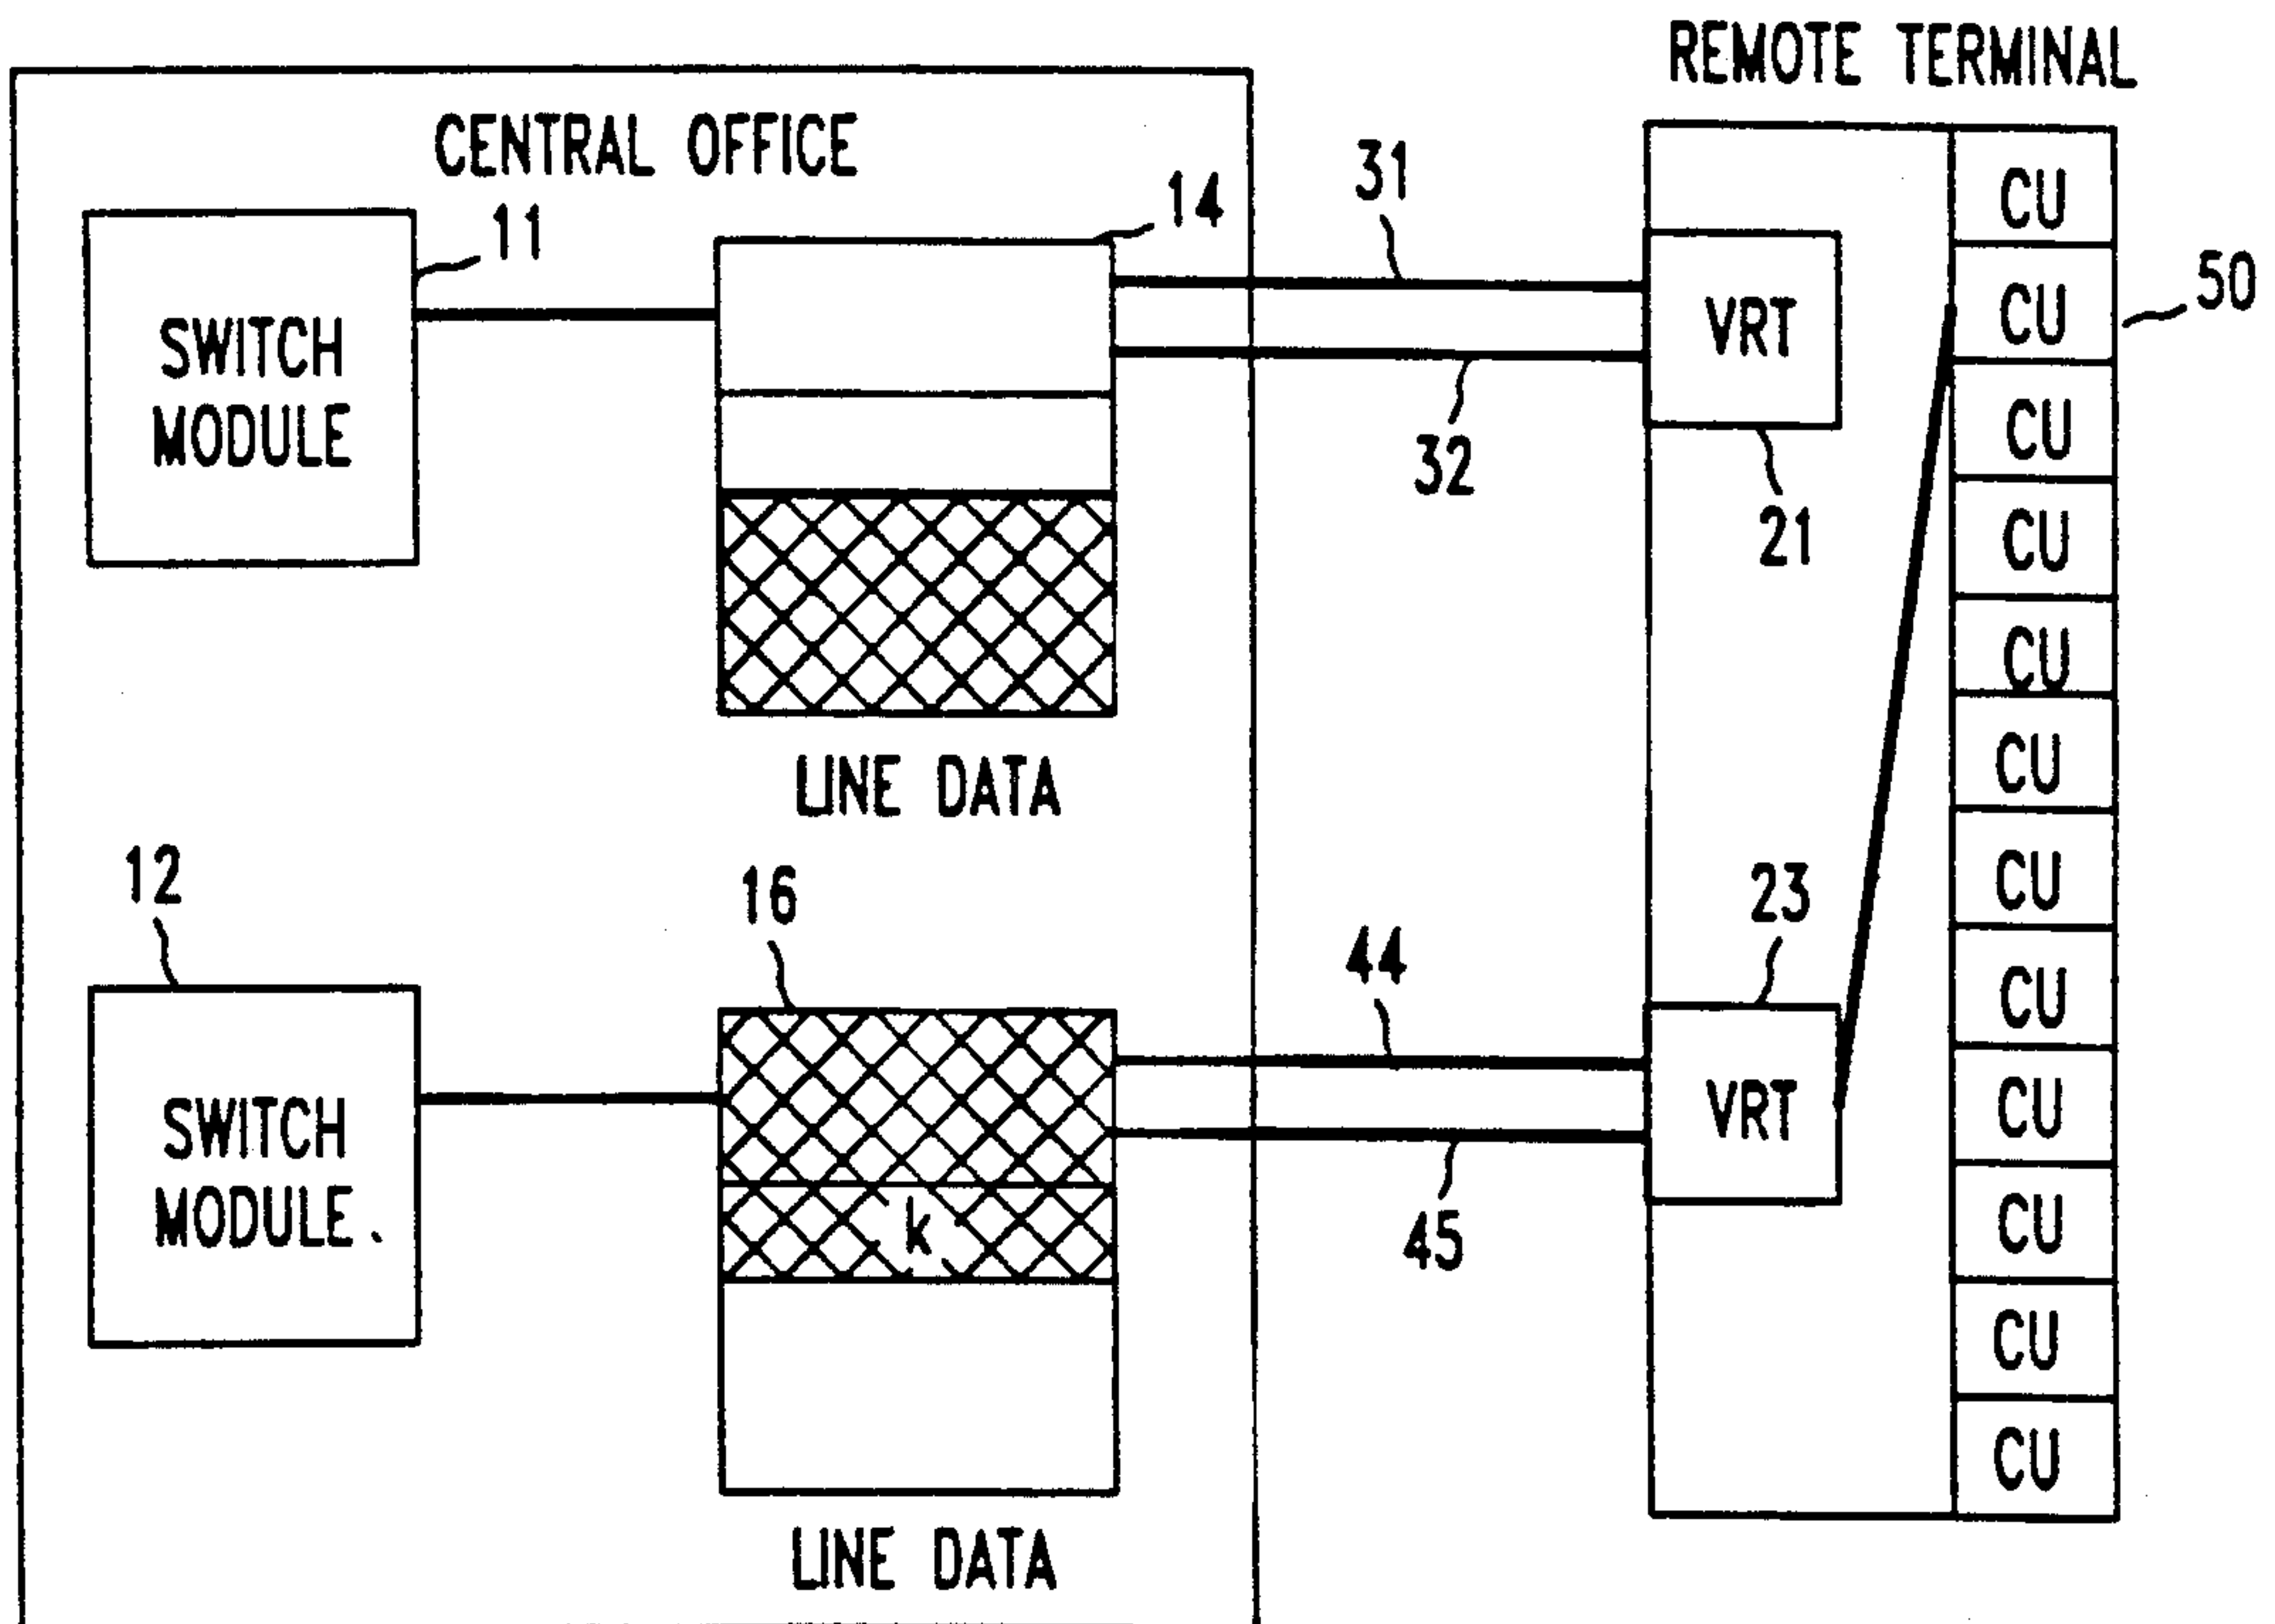 REMOTE TERMINAL
CENTRAL OFFICE
11
14
31
32
SWITCH
MODULE
VRT
21
50
LINE DATA
12
16
44
45
23
SWITCH
MODULE.
k
VRT
LINE DATA
CU
CU
CU
CU
CU
CU
CU
CU
CU
CU
CU
CU